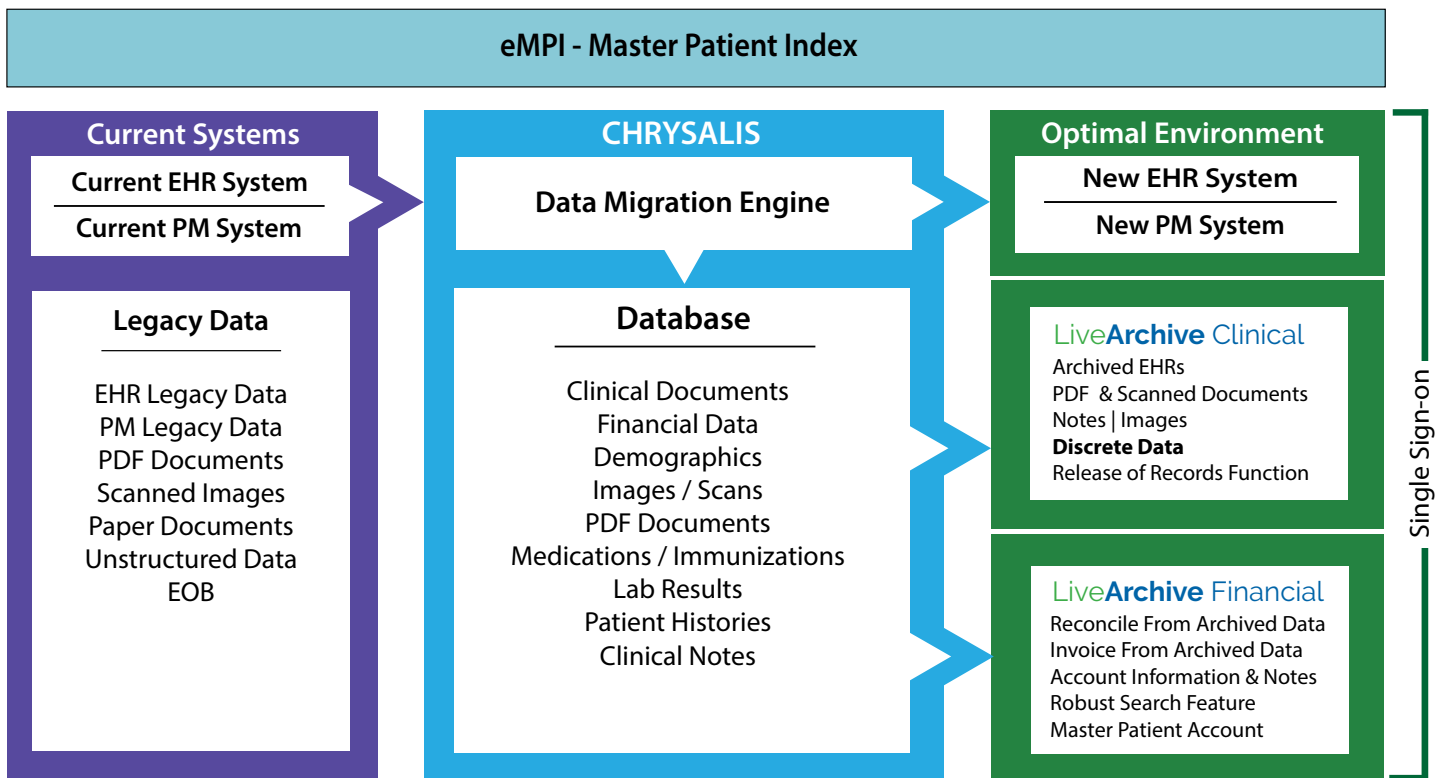 eMPI - Master Patient Index
Current Systems
Current EHR System
Current PM System
Legacy Data
EHR Legacy Data
PM Legacy Data
PDF Documents
Scanned Images
Paper Documents
Unstructured Data
EOB
CHRYSALIS
Data Migration Engine
Database
Clinical Documents
Financial Data
Demographics
Images / Scans
PDF Documents
Medications / Immunizations
Lab Results
Patient Histories
Clinical Notes
Optimal Environment
New EHR System
New PM System
LiveArchive Clinical
Archived EHRs
PDF & Scanned Documents
Notes | Images
Discrete Data
Release of Records Function
LiveArchive Financial
Reconcile From Archived Data
Invoice From Archived Data
Account Information & Notes
Robust Search Feature
Master Patient Account
Single Sign-on